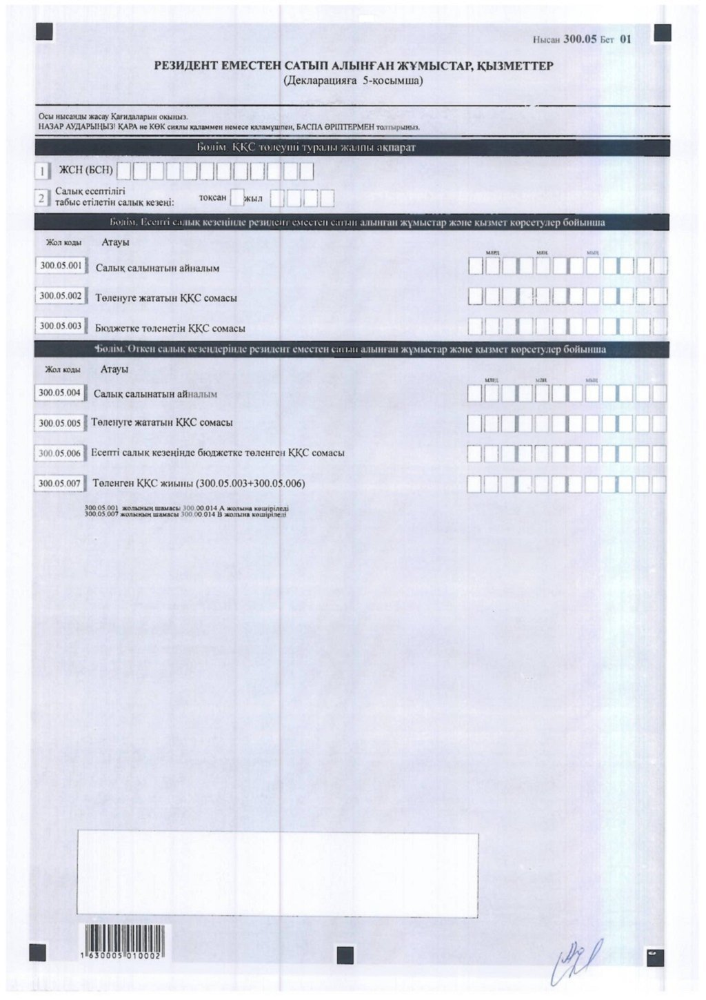 Нысан 300.05 Бет 01
РЕЗИДЕНТ ЕМЕСТЕН САТЫП АЛЫНҒАН ЖҰМЫСТАР, ҚЫЗМЕТТЕР
(Декларацияға 5-қосымша)
Осы нысанды жасау Қағидаларын оқыңыз.
НАЗАР АУДАРЫҢЫЗ! ҚАРА не КӨК сиялы қаламмен немесе қаламұшпен, БАСПА ӘРІПТЕРМЕН толтырыңыз.
Бөлім. ҚҚС төлеуші туралы жалпы ақпарат
1 ЖСН (БСН)
2 Салық есептілігі
табыс етілетін салық кезеңі: тоқсан жыл
Бөлім. Есепті салық кезеңінде резидент еместен сатып алынған жұмыстар және қызмет көрсетулер бойынша
Жол коды Атауы
млрд. млн. мың
300.05.001 Салық салынатын айналым
300.05.002 Төленуге жататын ҚҚС сомасы
300.05.003 Бюджетке төленетін ҚҚС сомасы
Бөлім. Өткен салық кезеңдерінде резидент еместен сатып алынған жұмыстар және қызмет көрсетулер бойынша
Жол коды Атауы
млрд. млн. мың
300.05.004 Салық салынатын айналым
300.05.005 Төленуге жататын ҚҚС сомасы
300.05.006 Есепті салық кезеңінде бюджетке төленген ҚҚС сомасы
300.05.007 Төленген ҚҚС жиыны (300.05.003+300.05.006)
300.05.001 жолының шамасы 300.00.014 А жолына көшіріледі
300.05.007 жолының шамасы 300.00.014 В жолына көшіріледі
1 630005 010002